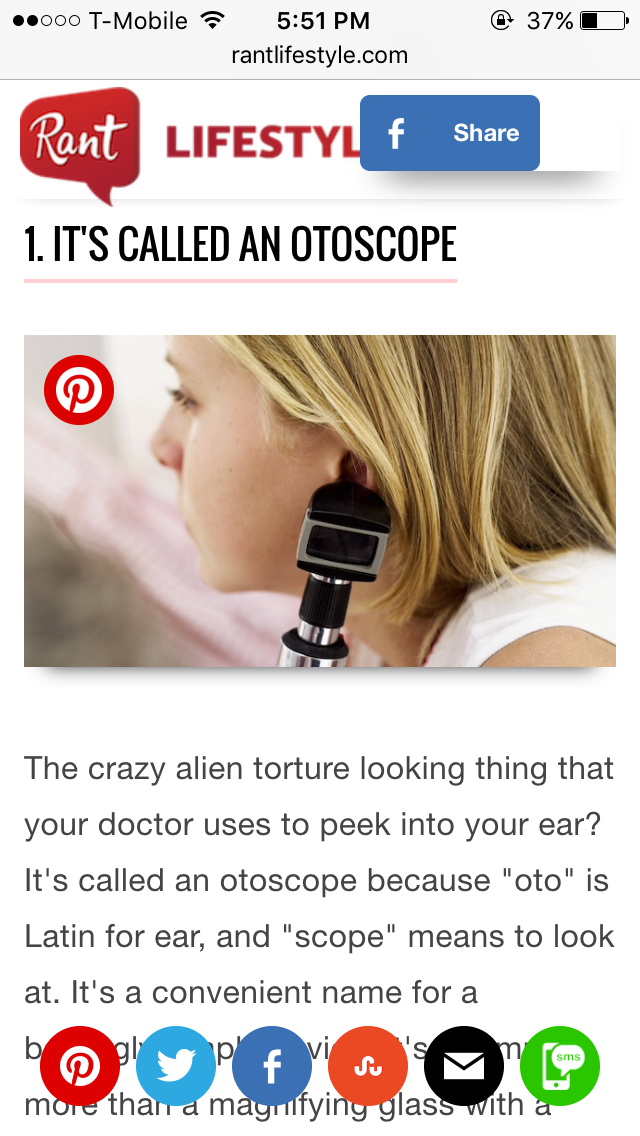 T-Mobile 5:51 PM 37%
rantlifestyle.com
Rant LIFESTYL
f Share
1. IT'S CALLED AN OTOSCOPE
The crazy alien torture looking thing that
your doctor uses to peek into your ear?
It's called an otoscope because "oto" is
Latin for ear, and "scope" means to look
at. It's a convenient name for a
sms
more than a magnifying glass with a